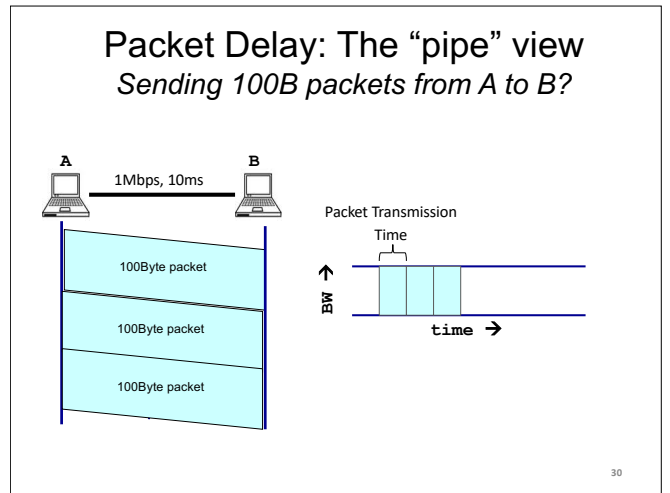 Packet Delay: The “pipe” view
Sending 100B packets from A to B?
A
B
1Mbps, 10ms
100Byte packet
100Byte packet
100Byte packet
Packet Transmission
Time
BW →
time →
30